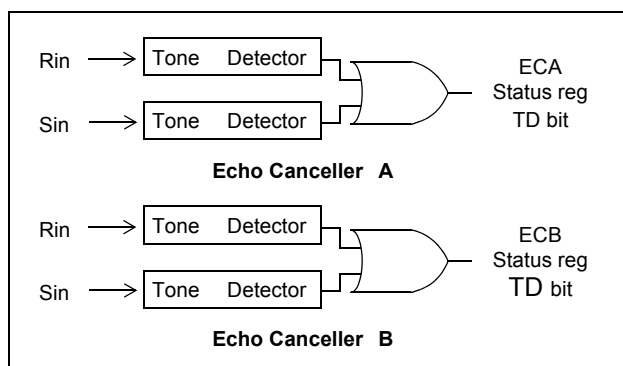 Rin Tone Detector
Sin Tone Detector
ECA
Status reg
TD bit
Echo Canceller A
Rin Tone Detector
Sin Tone Detector
ECB
Status reg
TD bit
Echo Canceller B